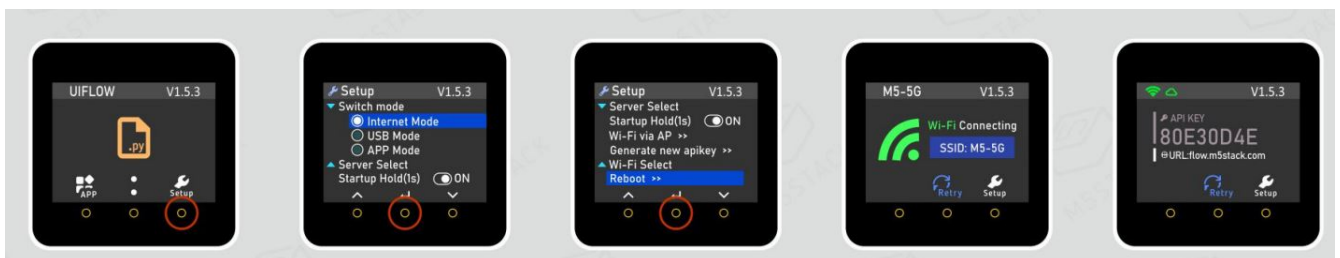 UIFLOW V1.5.3
.py
APP
Setup
Setup V1.5.3
Switch mode
Internet Mode
USB Mode
APP Mode
Server Select
Startup Hold(1s) ON
Setup V1.5.3
Server Select
Startup Hold(1s) ON
Wi-Fi via AP >>
Generate new apikey >>
Wi-Fi Select
Reboot >>
M5-5G V1.5.3
Wi-Fi Connecting
SSID: M5-5G
Retry
Setup
V1.5.3
API KEY
80E30D4E
URL:flow.m5stack.com
Retry
Setup